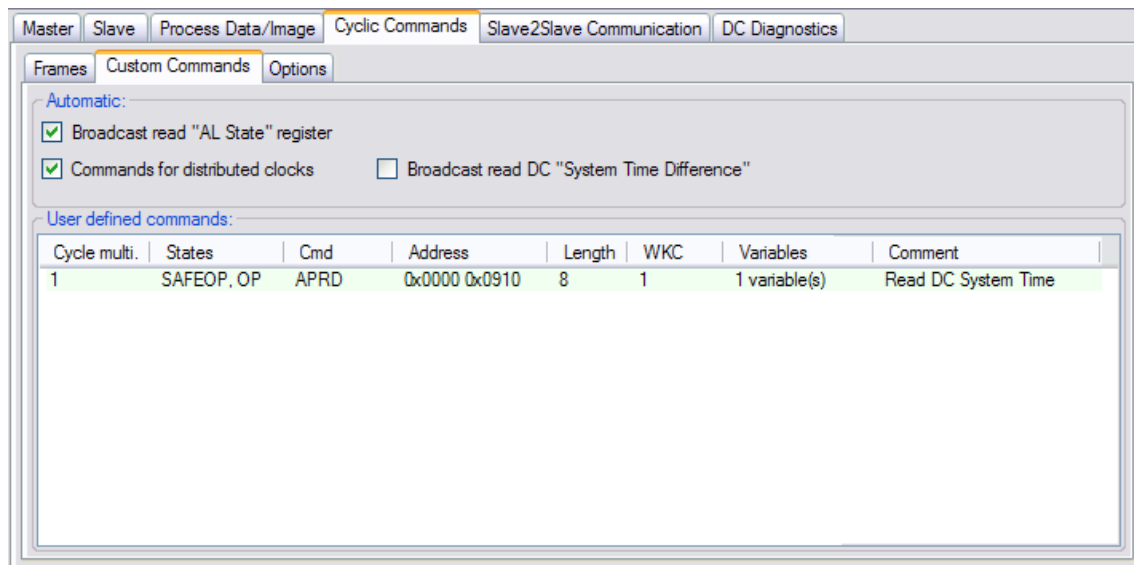 Master Slave Process Data/Image Cyclic Commands Slave2Slave Communication DC Diagnostics
Frames Custom Commands Options
Automatic:
Broadcast read "AL State" register
Commands for distributed clocks Broadcast read DC "System Time Difference"
User defined commands:
Cycle multi. States Cmd Address Length WKC Variables Comment
1 SAFEOP, OP APRD 0x0000 0x0910 8 1 1 variable(s) Read DC System Time